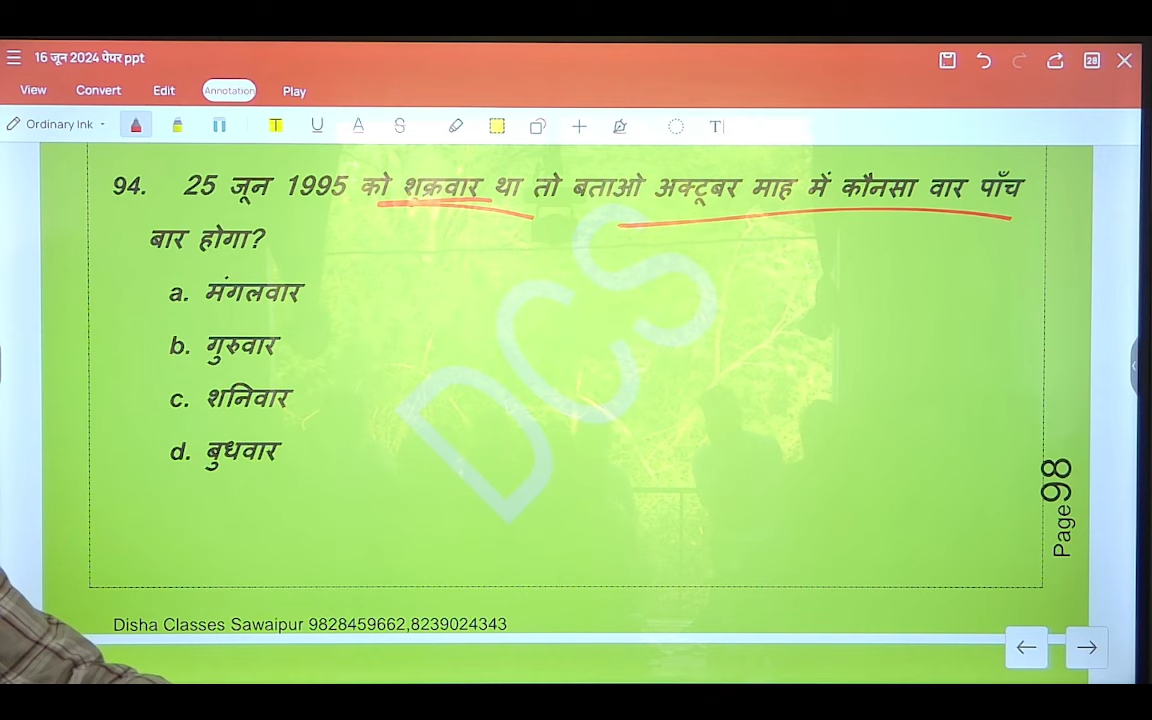 16 जून 2024 पेपर ppt
View Convert Edit Annotation Play
Ordinary Ink
94. 25 जून 1995 को शुक्रवार था तो बताओ अक्टूबर माह में कौनसा वार पाँच
बार होगा?
a. मंगलवार
b. गुरुवार
c. शनिवार
d. बुधवार
DCS
Page98
Disha Classes Sawaipur 9828459662,8239024343